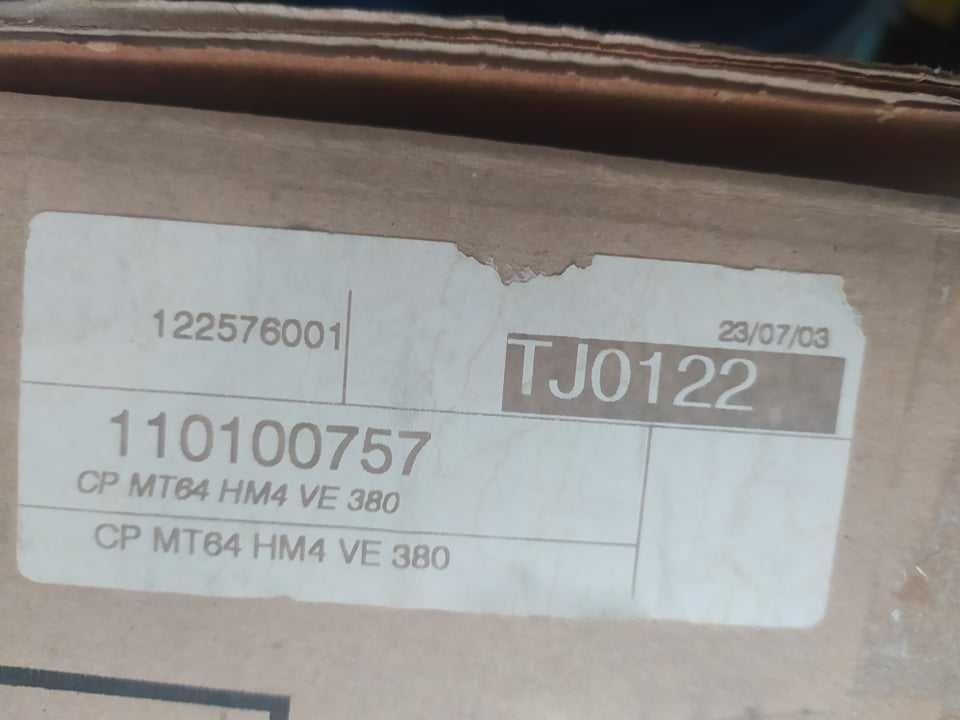 122576001
23/07/03
TJ0122
110100757
CP MT64 HM4 VE 380
CP MT64 HM4 VE 380